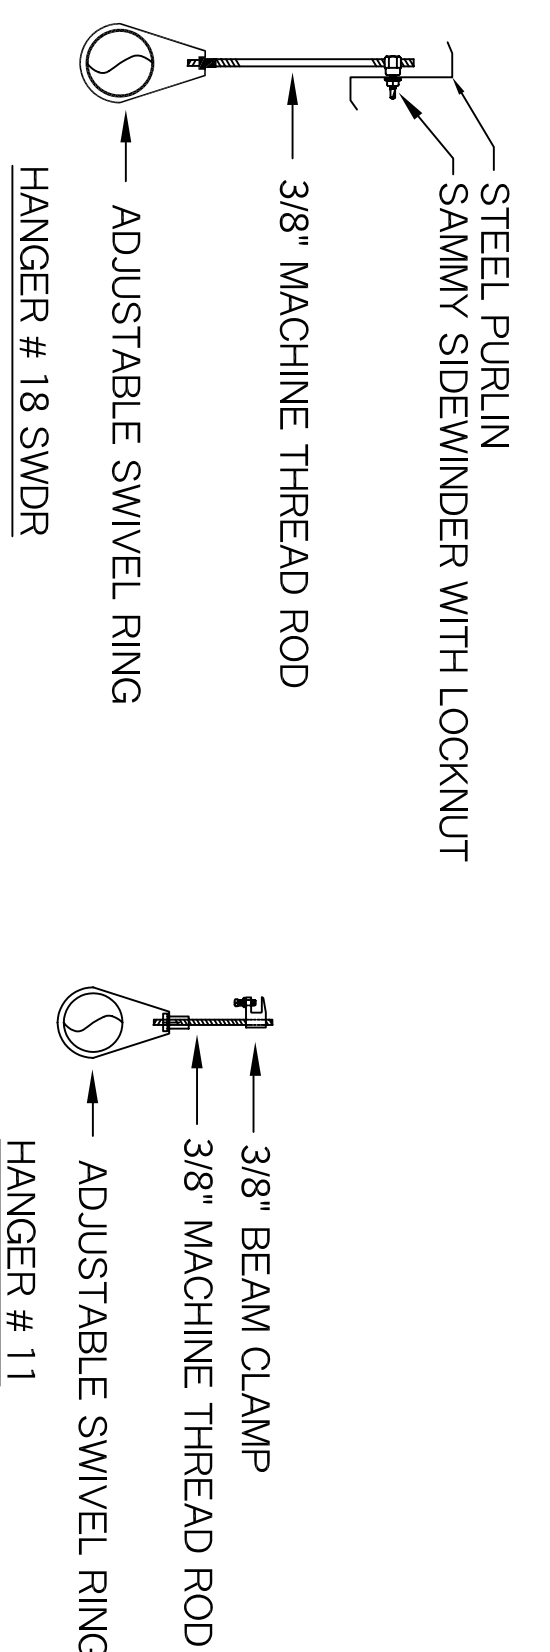 STEEL PURLIN
SAMMY SIDEWINDER WITH LOCKNUT
3/8" MACHINE THREAD ROD
ADJUSTABLE SWIVEL RING
HANGER # 18 SWDR
3/8" BEAM CLAMP
3/8" MACHINE THREAD ROD
ADJUSTABLE SWIVEL RING
HANGER # 11